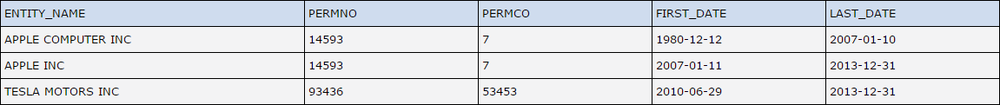 ENTITY_NAME PERMNO PERMCO FIRST_DATE LAST_DATE
APPLE COMPUTER INC 14593 7 1980-12-12 2007-01-10
APPLE INC 14593 7 2007-01-11 2013-12-31
TESLA MOTORS INC 93436 53453 2010-06-29 2013-12-31